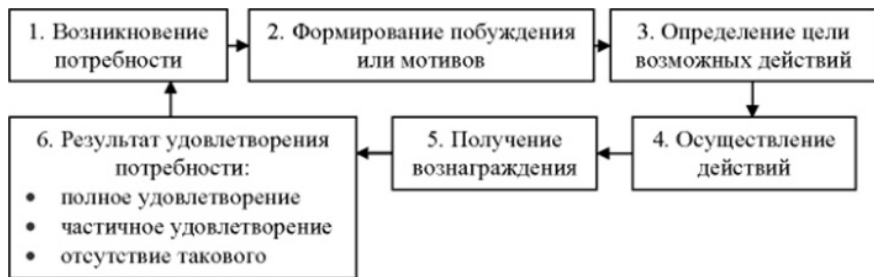 1. Возникновение
потребности
2. Формирование побуждения
или мотивов
3. Определение цели
возможных действий
4. Осуществление
действий
5. Получение
вознаграждения
6. Результат удовлетворения
потребности:
• полное удовлетворение
• частичное удовлетворение
• отсутствие такового